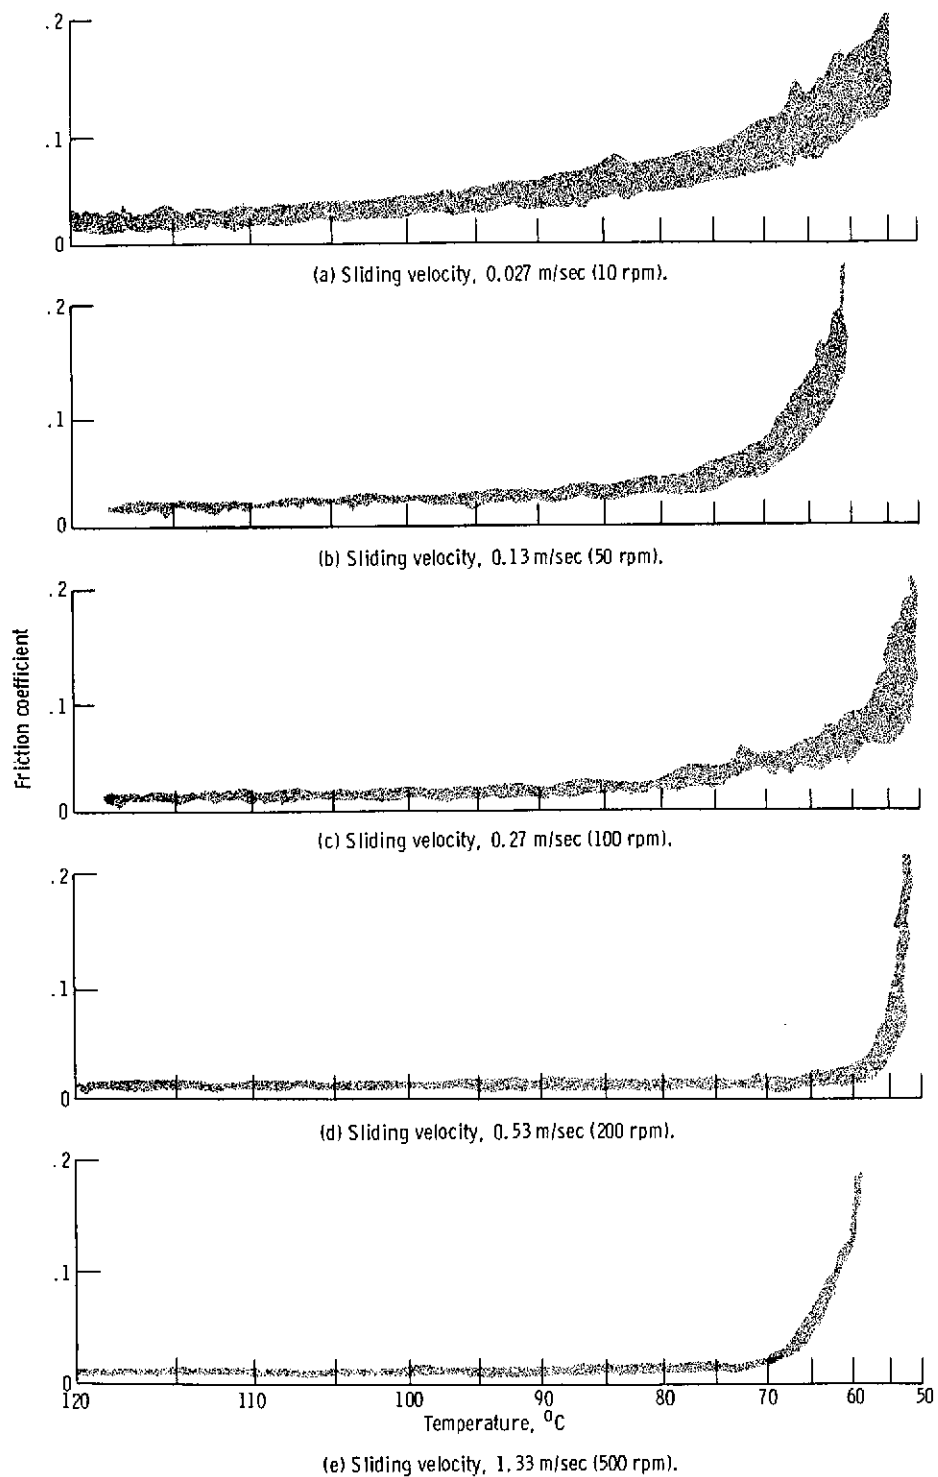 .2
.1
0
(a) Sliding velocity, 0.027 m/sec (10 rpm).
.2
.1
0
(b) Sliding velocity, 0.13 m/sec (50 rpm).
Friction coefficient
.2
.1
0
(c) Sliding velocity, 0.27 m/sec (100 rpm).
.2
.1
0
(d) Sliding velocity, 0.53 m/sec (200 rpm).
.2
.1
0
120 110 100 90 80 70 60 50
Temperature, °C
(e) Sliding velocity, 1.33 m/sec (500 rpm).